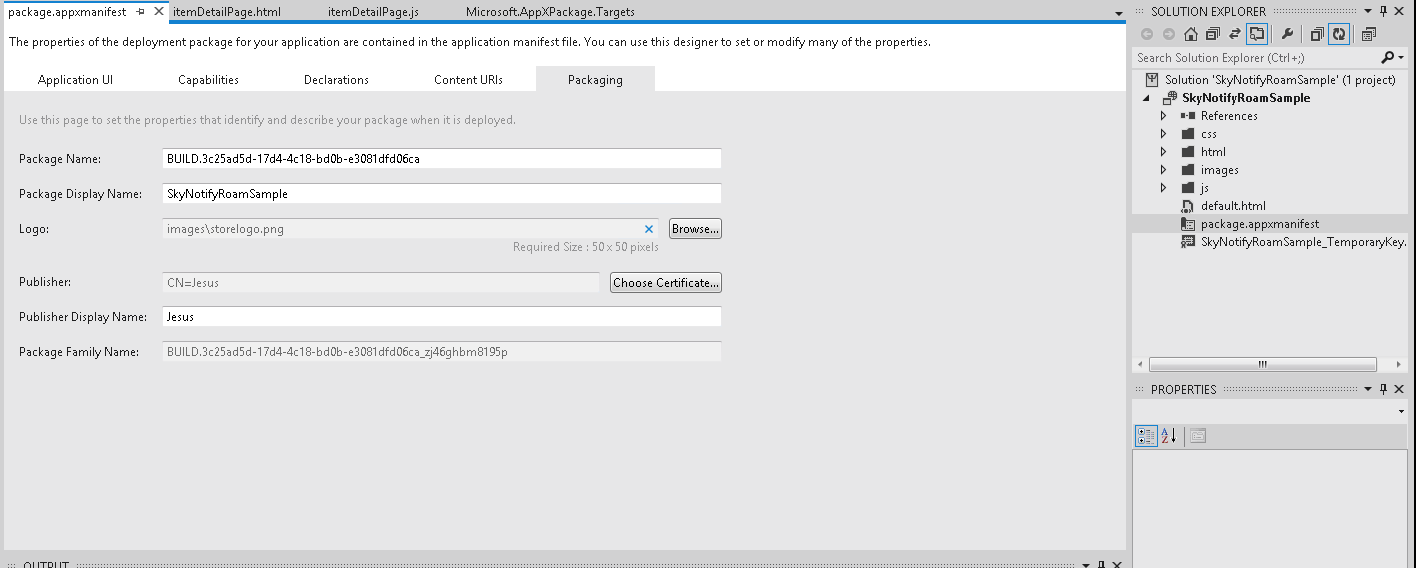 package.appxmanifest
itemDetailPage.html
itemDetailPage.js
Microsoft.AppXPackage.Targets
The properties of the deployment package for your application are contained in the application manifest file. You can use this designer to set or modify many of the properties.
Application UI
Capabilities
Declarations
Content URIs
Packaging
Use this page to set the properties that identify and describe your package when it is deployed.
Package Name:
BUILD.3c25ad5d-17d4-4c18-bd0b-e3081dfd06ca
Package Display Name:
SkyNotifyRoamSample
Logo:
images\storelogo.png
Browse...
Required Size : 50 x 50 pixels
Publisher:
CN=Jesus
Choose Certificate...
Publisher Display Name:
Jesus
Package Family Name:
BUILD.3c25ad5d-17d4-4c18-bd0b-e3081dfd06ca_zj46ghbm8195p
OUTPUT
SOLUTION EXPLORER
Search Solution Explorer (Ctrl+;)
Solution 'SkyNotifyRoamSample' (1 project)
SkyNotifyRoamSample
References
css
html
images
js
default.html
package.appxmanifest
SkyNotifyRoamSample_TemporaryKey.
PROPERTIES